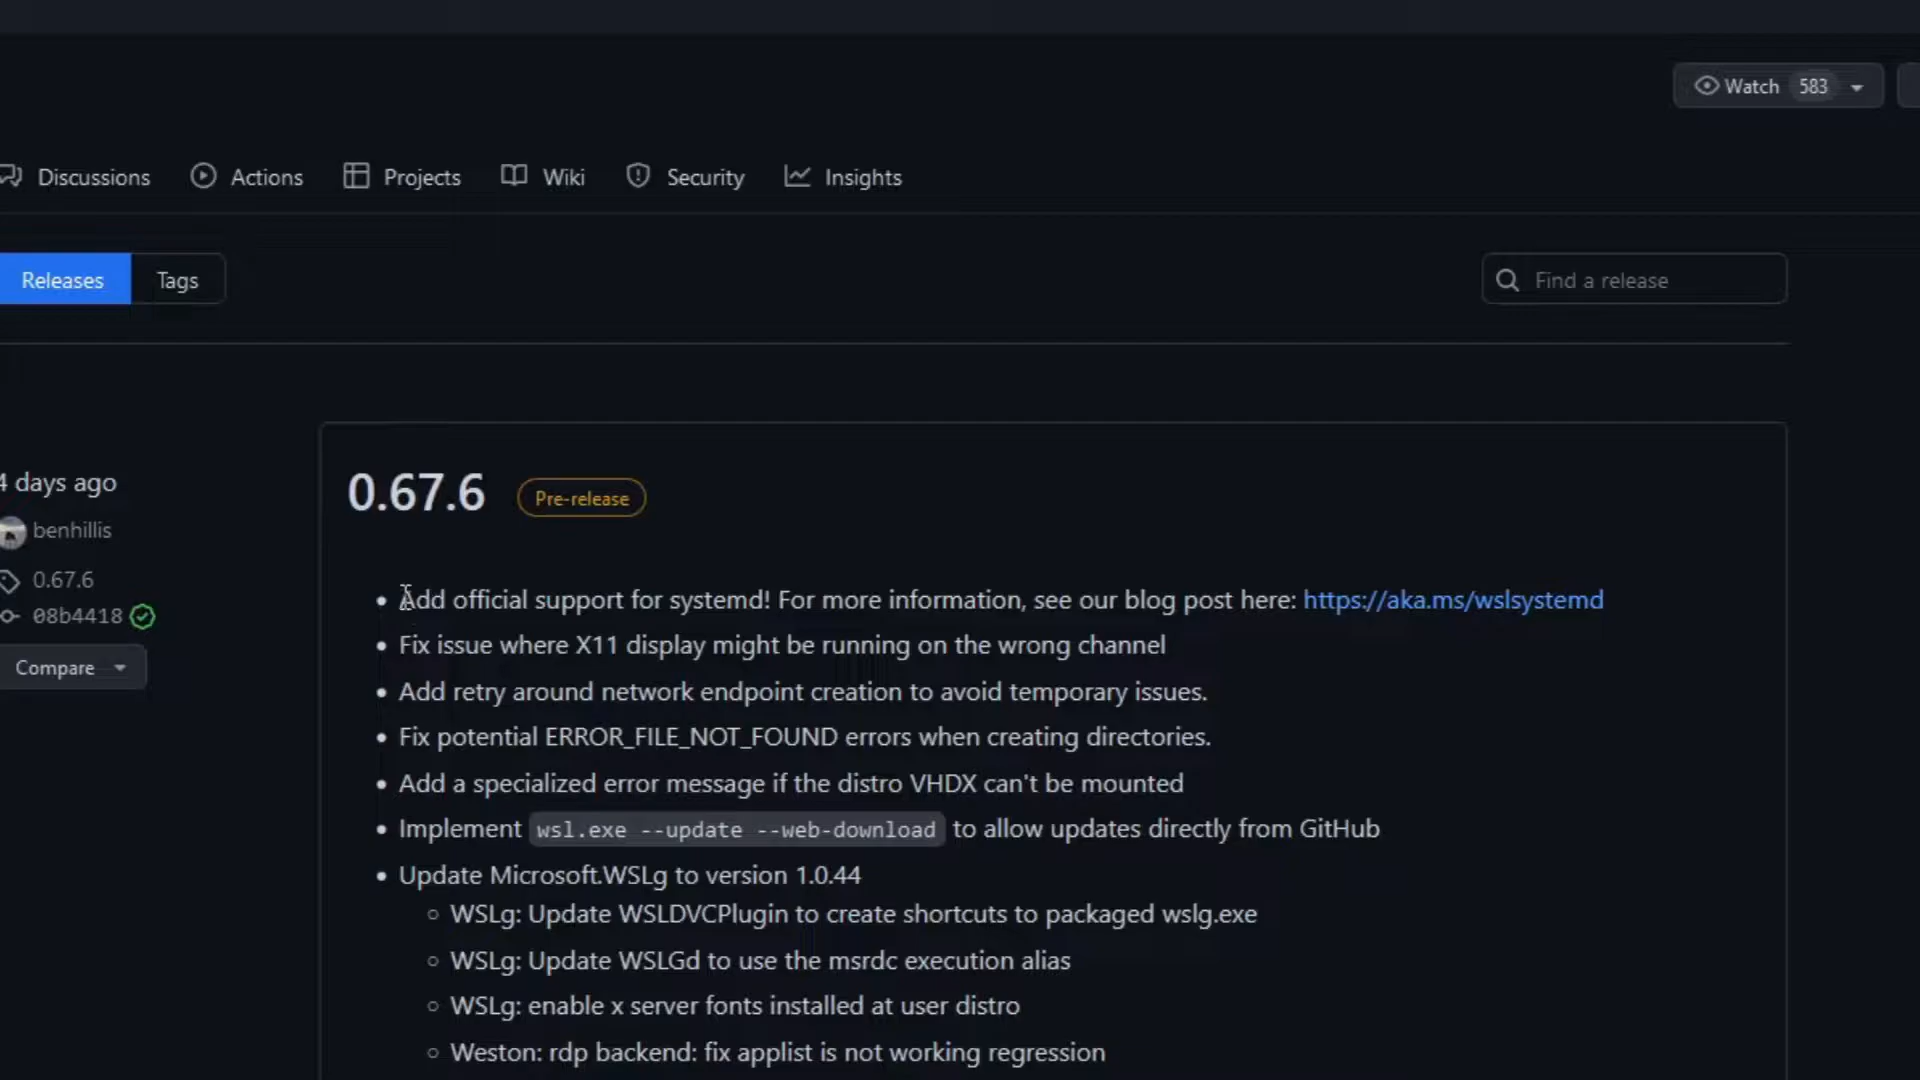 Watch 583
Discussions Actions Projects Wiki Security Insights
Releases Tags
Find a release
4 days ago
benhillis
0.67.6
08b4418
Compare
0.67.6 Pre-release
Add official support for systemd! For more information, see our blog post here: https://aka.ms/wslsystemd
Fix issue where X11 display might be running on the wrong channel
Add retry around network endpoint creation to avoid temporary issues.
Fix potential ERROR_FILE_NOT_FOUND errors when creating directories.
Add a specialized error message if the distro VHDX can't be mounted
Implement wsl.exe --update --web-download to allow updates directly from GitHub
Update Microsoft.WSLg to version 1.0.44
WSLg: Update WSLDVCPlugin to create shortcuts to packaged wslg.exe
WSLg: Update WSLGd to use the msrdc execution alias
WSLg: enable x server fonts installed at user distro
Weston: rdp backend: fix applist is not working regression